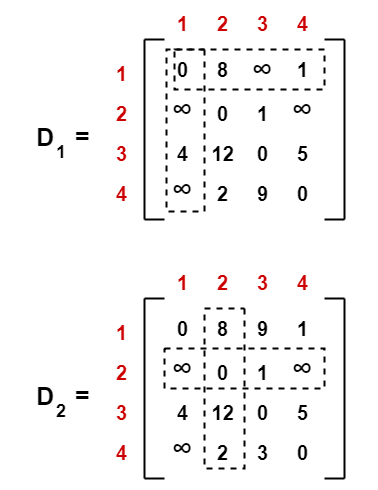 1 2 3 4
1 0 8 ∞ 1
2 ∞ 0 1 ∞
D1 =
3 4 12 0 5
4 ∞ 2 9 0
1 2 3 4
1 0 8 9 1
2 ∞ 0 1 ∞
D2 =
3 4 12 0 5
4 ∞ 2 3 0